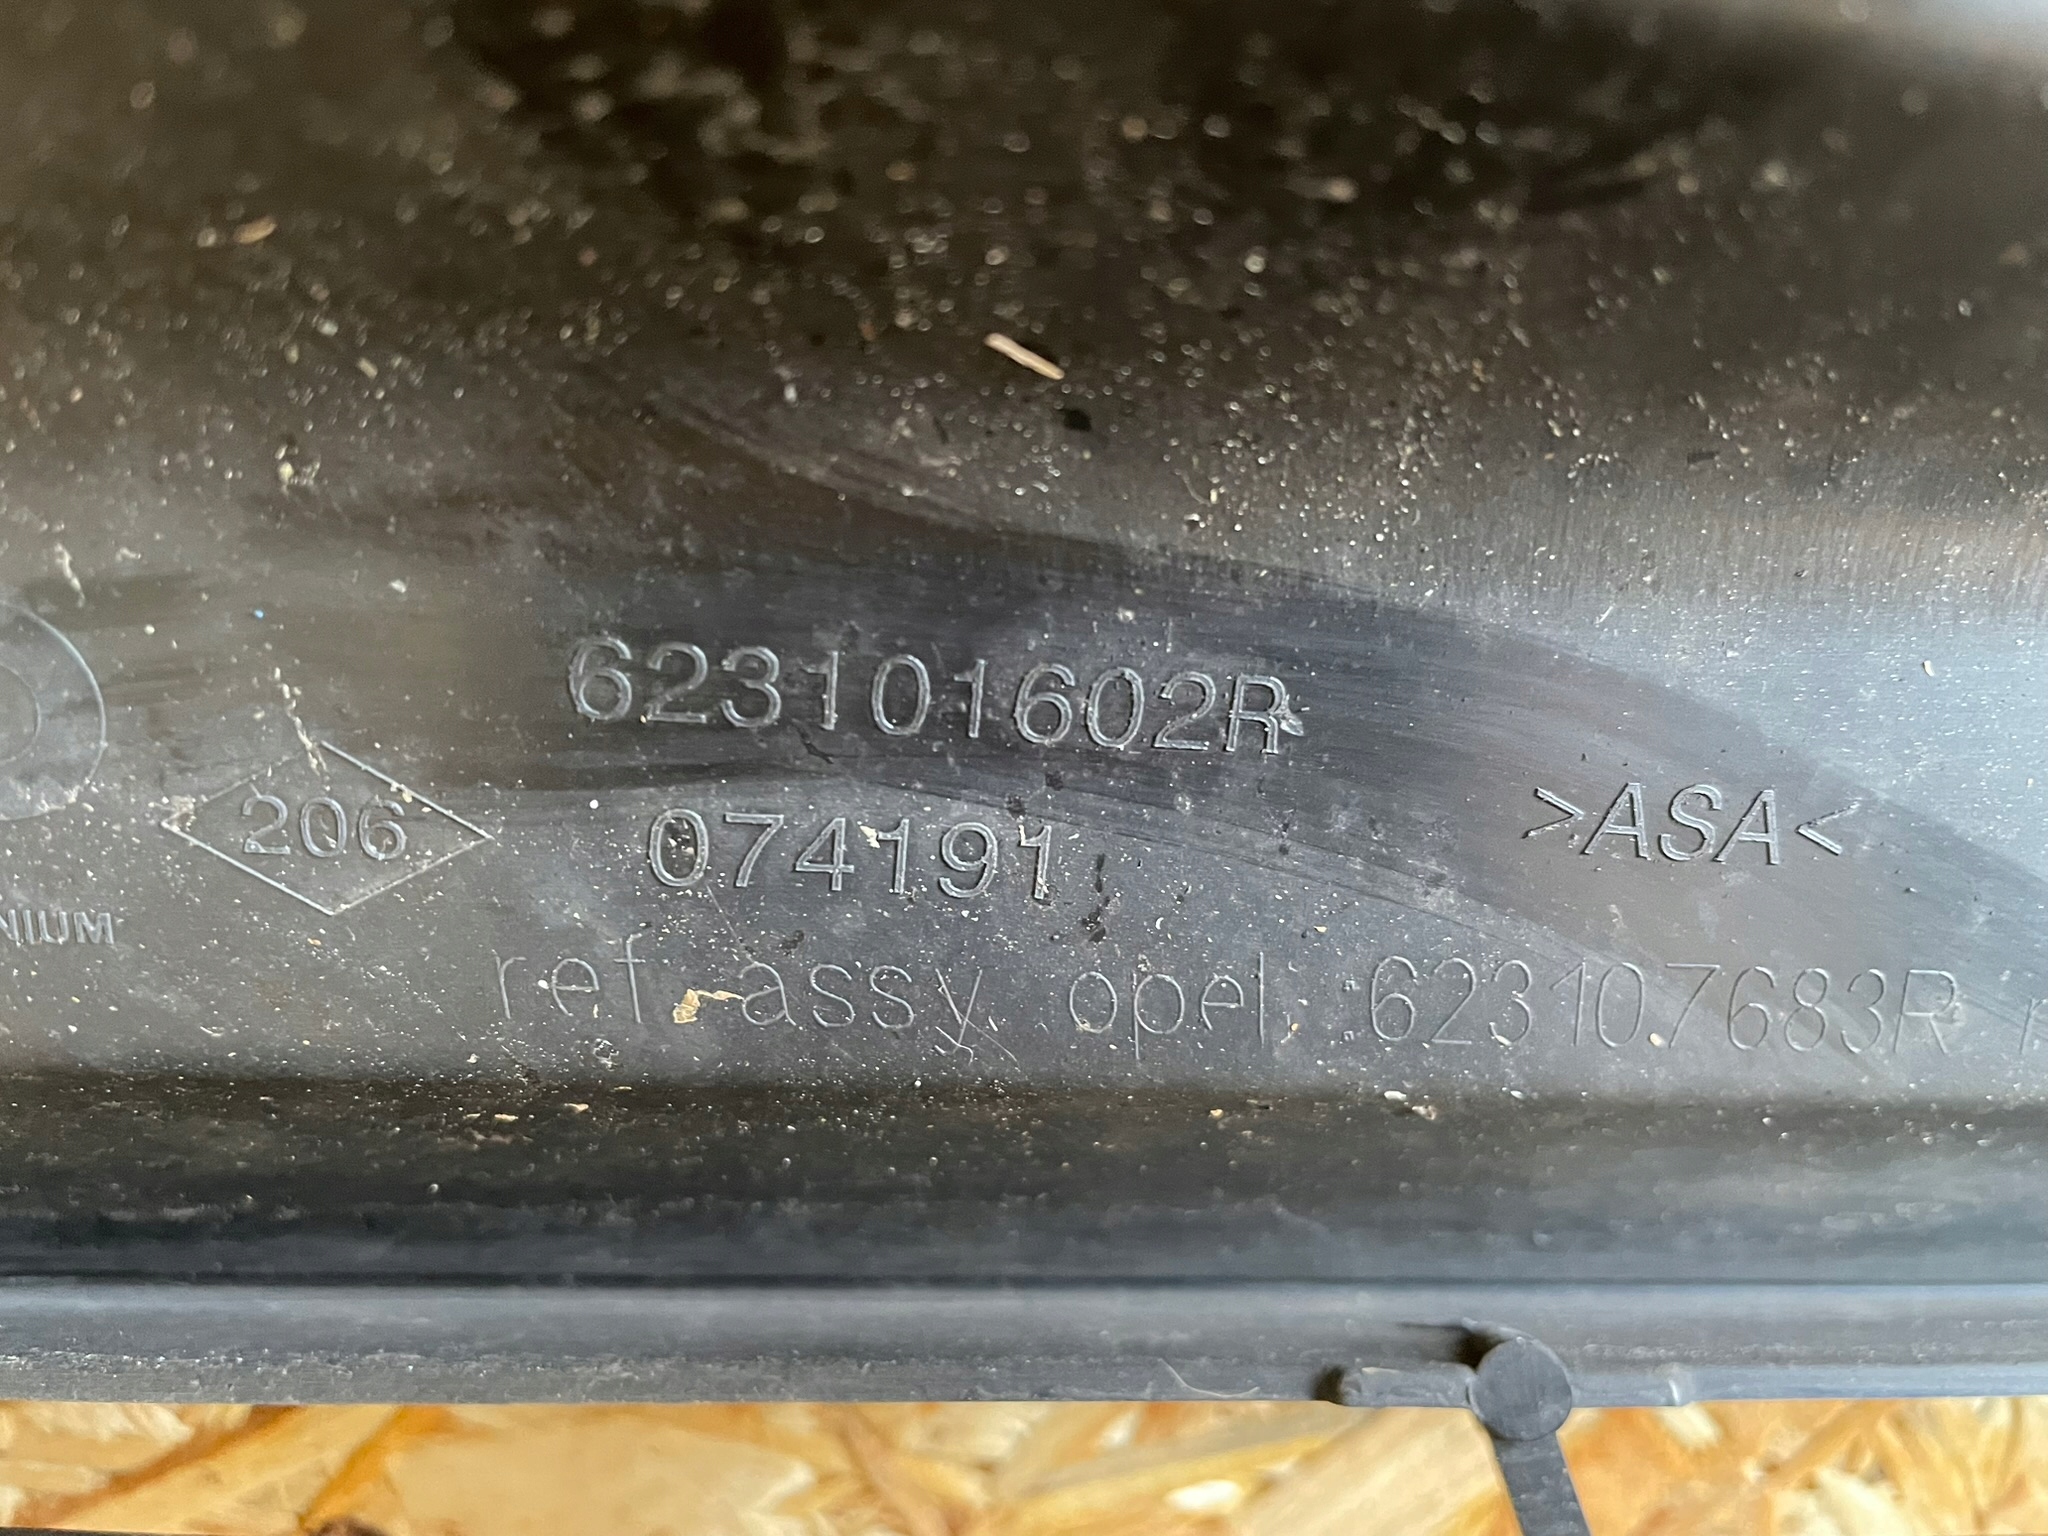 623101602R
206
074191
>ASA<
NIUM
ref assy opel :623107683R